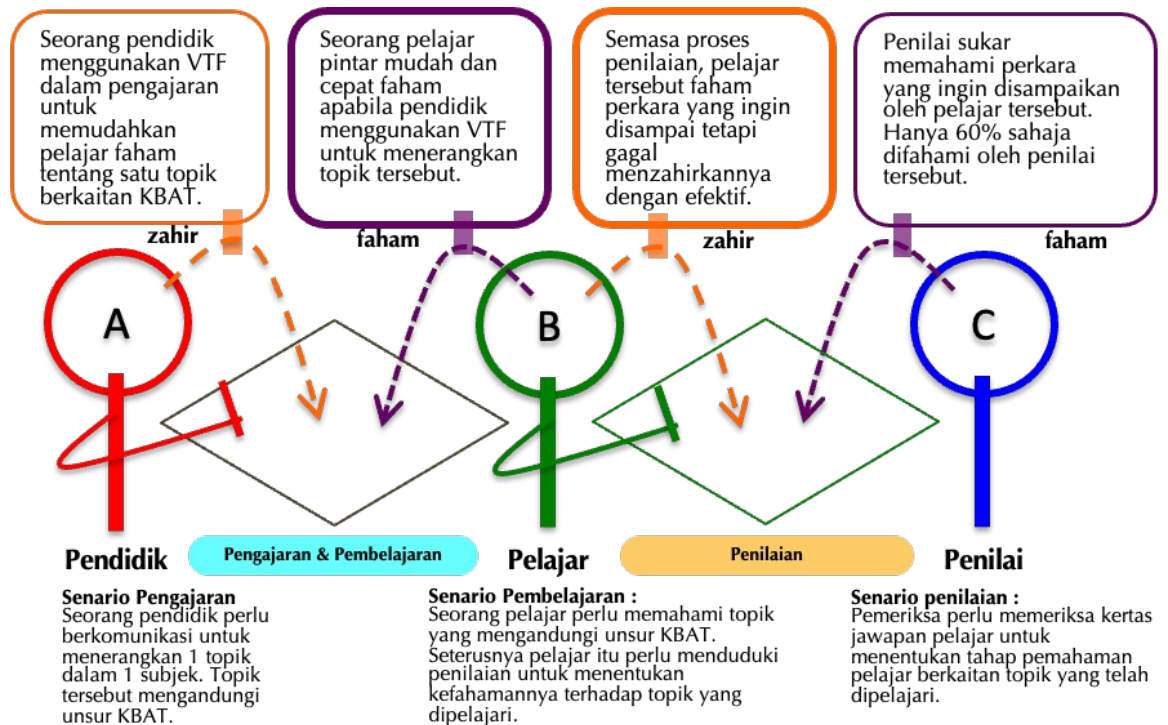 Seorang pendidik
menggunakan VTF
dalam pengajaran
untuk
memudahkan
pelajar faham
tentang satu topik
berkaitan KBAT.
Seorang pelajar
pintar mudah dan
cepat faham
apabila pendidik
menggunakan VTF
untuk menerangkan
topik tersebut.
Semasa proses
penilaian, pelajar
tersebut faham
perkara yang ingin
disampai tetapi
gagal
menzahirkannya
dengan efektif.
Penilai sukar
memahami perkara
yang ingin disampaikan
oleh pelajar tersebut.
Hanya 60% sahaja
difahami oleh penilai
tersebut.
zahir
faham
zahir
faham
A
B
C
Pendidik
Pengajaran & Pembelajaran
Pelajar
Penilaian
Penilai
Senario Pengajaran
Seorang pendidik perlu
berkomunikasi untuk
menerangkan 1 topik
dalam 1 subjek. Topik
tersebut mengandungi
unsur KBAT.
Senario Pembelajaran :
Seorang pelajar perlu memahami topik
yang mengandungi unsur KBAT.
Seterusnya pelajar itu perlu menduduki
penilaian untuk menentukan
kefahamannya terhadap topik yang
dipelajari.
Senario penilaian :
Pemeriksa perlu memeriksa kertas
jawapan pelajar untuk
menentukan tahap pemahaman
pelajar berkaitan topik yang telah
dipelajari.